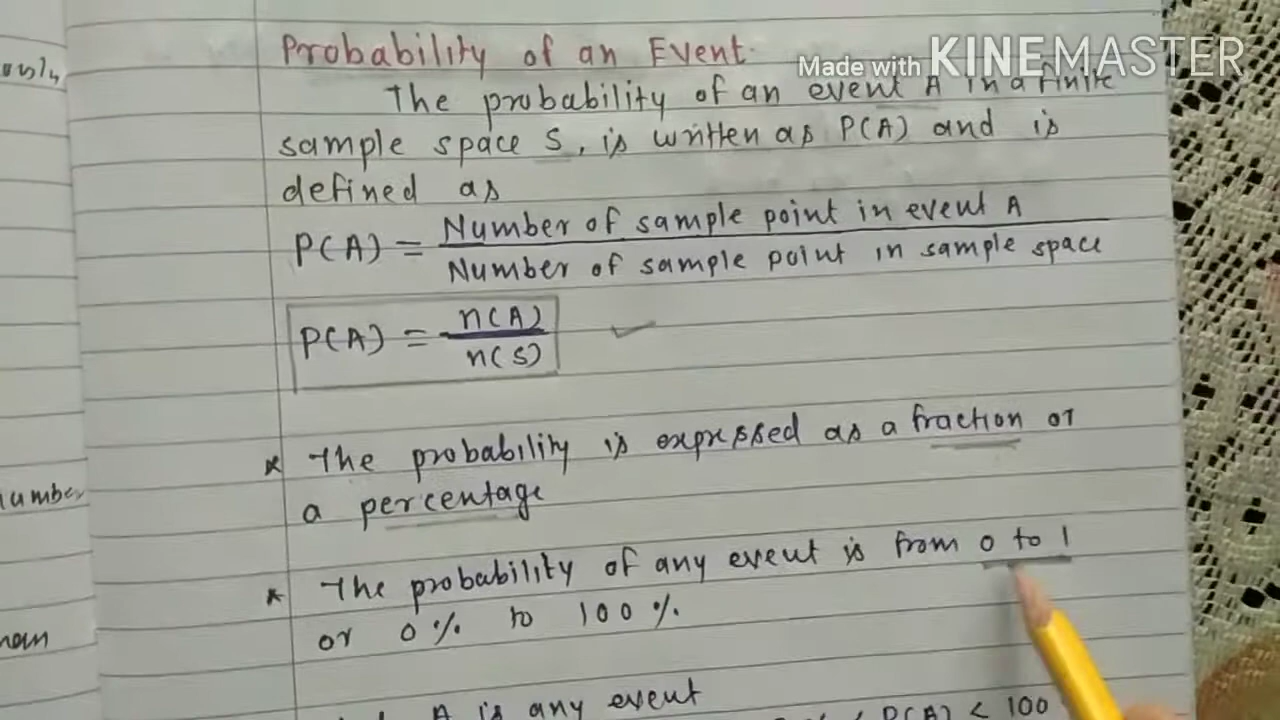 Made with KINEMASTER
Probability of an Event
The probability of an event A in a finite
sample space S, is written as P(A) and is
defined as
P(A) = Number of sample point in event A
Number of sample point in sample space
P(A) = n(A)
n(S)
* The probability is expressed as a fraction or
a percentage
* The probability of any event is from 0 to 1
or 0% to 100%
A is any event
P(A) < 100
umber